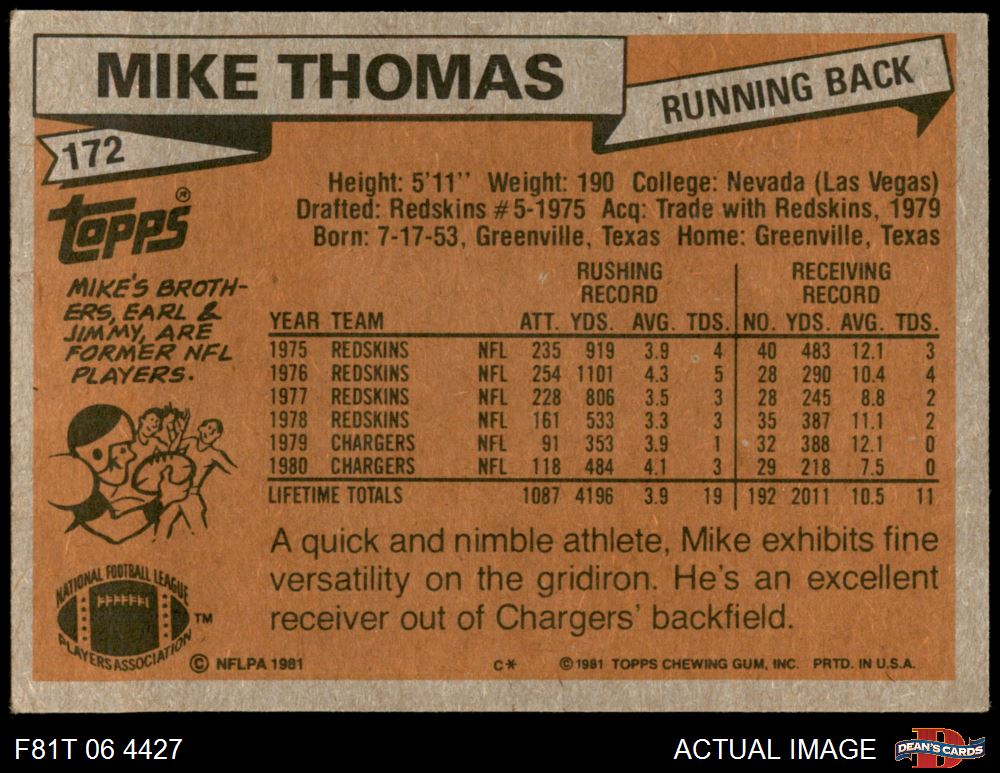 MIKE THOMAS
RUNNING BACK
172
TOPPS®
Height: 5'11" Weight: 190 College: Nevada (Las Vegas)
Drafted: Redskins #5-1975 Acq: Trade with Redskins, 1979
Born: 7-17-53, Greenville, Texas Home: Greenville, Texas
MIKE'S BROTH-
ERS, EARL &
JIMMY, ARE
FORMER NFL
PLAYERS.
RUSHING RECEIVING
RECORD RECORD
YEAR TEAM ATT. YDS. AVG. TDS. NO. YDS. AVG. TDS.
1975 REDSKINS NFL 235 919 3.9 4 40 483 12.1 3
1976 REDSKINS NFL 254 1101 4.3 5 28 290 10.4 4
1977 REDSKINS NFL 228 806 3.5 3 28 245 8.8 2
1978 REDSKINS NFL 161 533 3.3 3 35 387 11.1 2
1979 CHARGERS NFL 91 353 3.9 1 32 388 12.1 0
1980 CHARGERS NFL 118 484 4.1 3 29 218 7.5 0
LIFETIME TOTALS 1087 4196 3.9 19 192 2011 10.5 11
A quick and nimble athlete, Mike exhibits fine
versatility on the gridiron. He's an excellent
receiver out of Chargers' backfield.
NATIONAL FOOTBALL LEAGUE
PLAYERS ASSOCIATION
TM
© NFLPA 1981 C* © 1981 TOPPS CHEWING GUM, INC. PRTD. IN U.S.A.
F81T 06 4427 ACTUAL IMAGE
D
DEAN'S CARDS